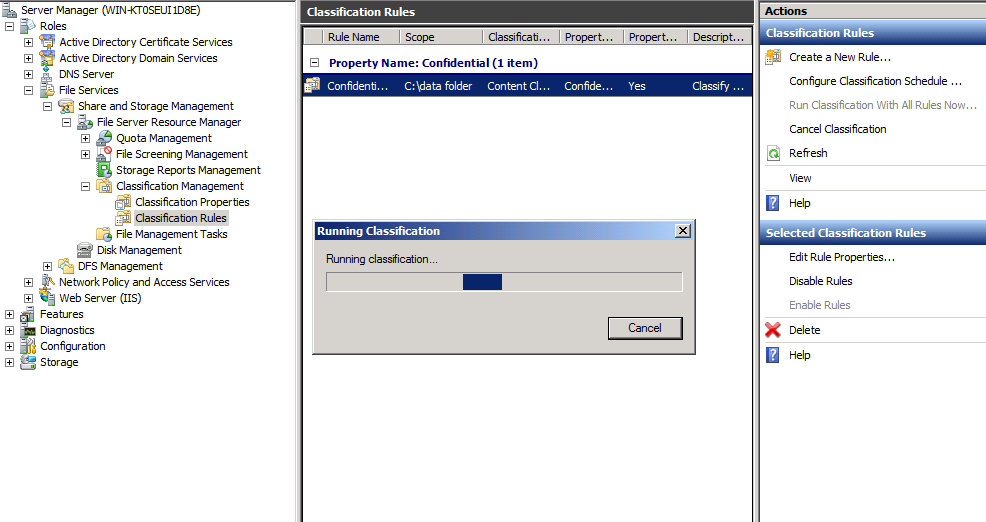 Server Manager (WIN-KT0SEUI1D8E)
Roles
Active Directory Certificate Services
Active Directory Domain Services
DNS Server
File Services
Share and Storage Management
File Server Resource Manager
Quota Management
File Screening Management
Storage Reports Management
Classification Management
Classification Properties
Classification Rules
File Management Tasks
Disk Management
DFS Management
Network Policy and Access Services
Web Server (IIS)
Features
Diagnostics
Configuration
Storage
Classification Rules
Rule Name Scope Classificati... Propert... Propert... Descript...
Property Name: Confidential (1 item)
Confidenti... C:\data folder Content Cl... Confide... Yes Classify ...
Running Classification
Running classification...
Cancel
Actions
Classification Rules
Create a New Rule...
Configure Classification Schedule ...
Run Classification With All Rules Now...
Cancel Classification
Refresh
View
Help
Selected Classification Rules
Edit Rule Properties...
Disable Rules
Enable Rules
Delete
Help